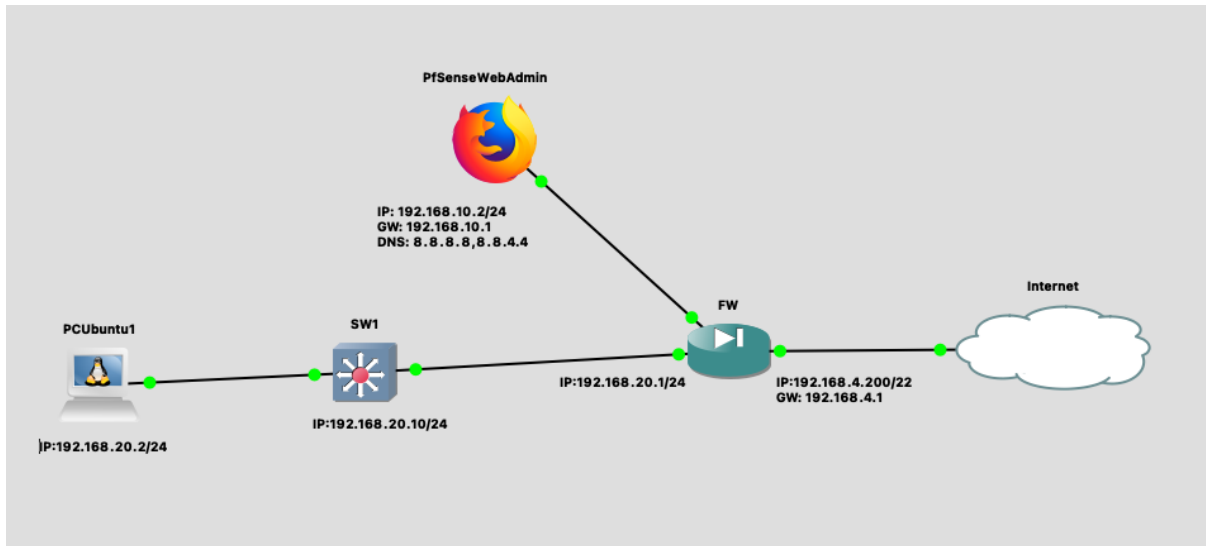 PfSenseWebAdmin
IP: 192.168.10.2/24
GW: 192.168.10.1
DNS: 8.8.8.8,8.8.4.4
Internet
FW
SW1
PCUbuntu1
IP:192.168.20.1/24
IP:192.168.4.200/22
GW: 192.168.4.1
IP:192.168.20.10/24
IP:192.168.20.2/24